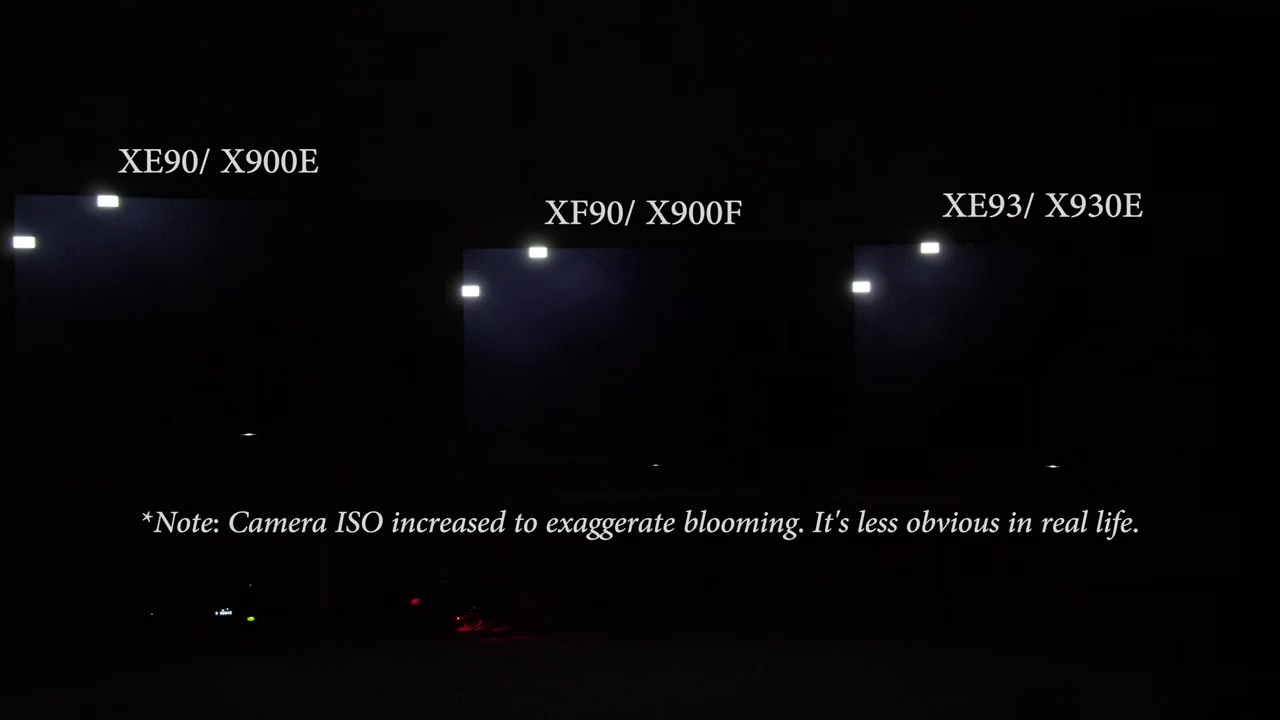 XE90/ X900E
XF90/ X900F
XE93/ X930E
*Note: Camera ISO increased to exaggerate blooming. It's less obvious in real life.